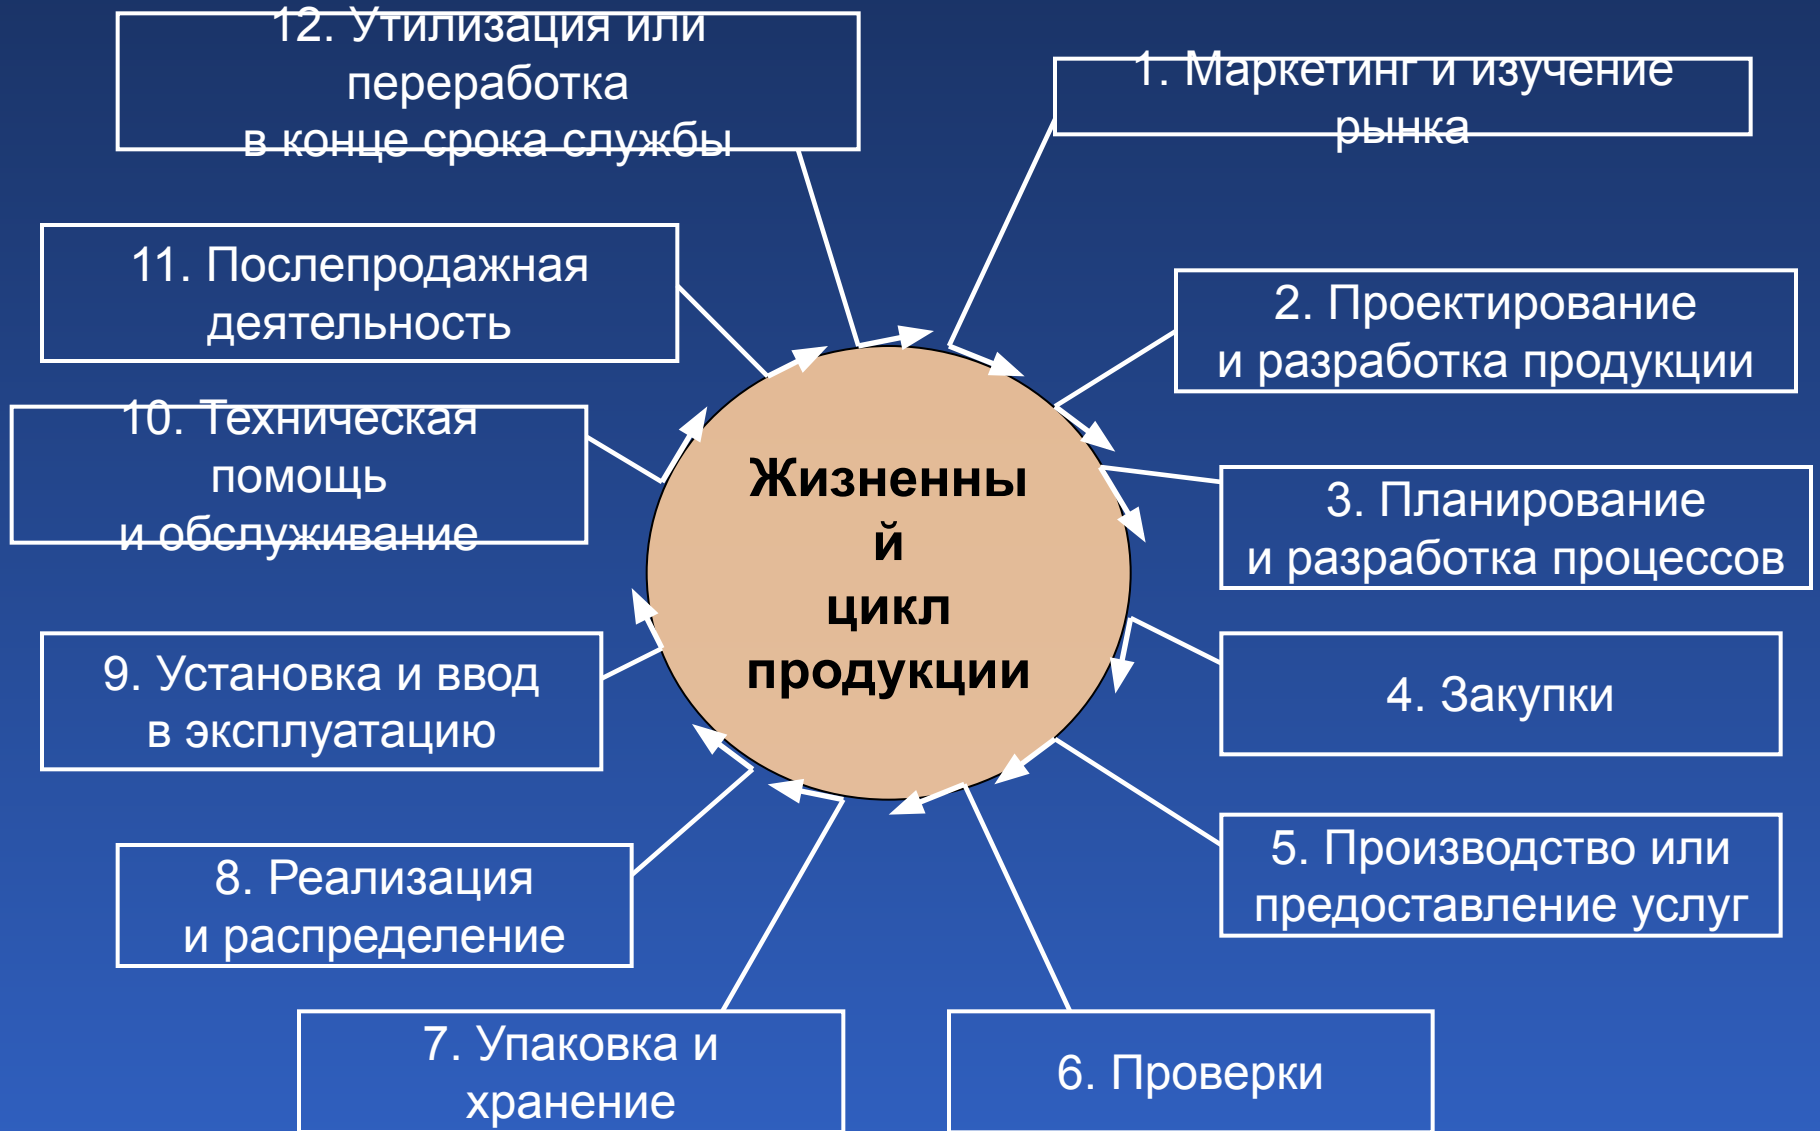 12. Утилизация или
переработка
в конце срока службы
1. Маркетинг и изучение
рынка
11. Послепродажная
деятельность
2. Проектирование
и разработка продукции
10. Техническая
помощь
и обслуживание
Жизненны
й
цикл
продукции
3. Планирование
и разработка процессов
9. Установка и ввод
в эксплуатацию
4. Закупки
8. Реализация
и распределение
5. Производство или
предоставление услуг
7. Упаковка и
хранение
6. Проверки